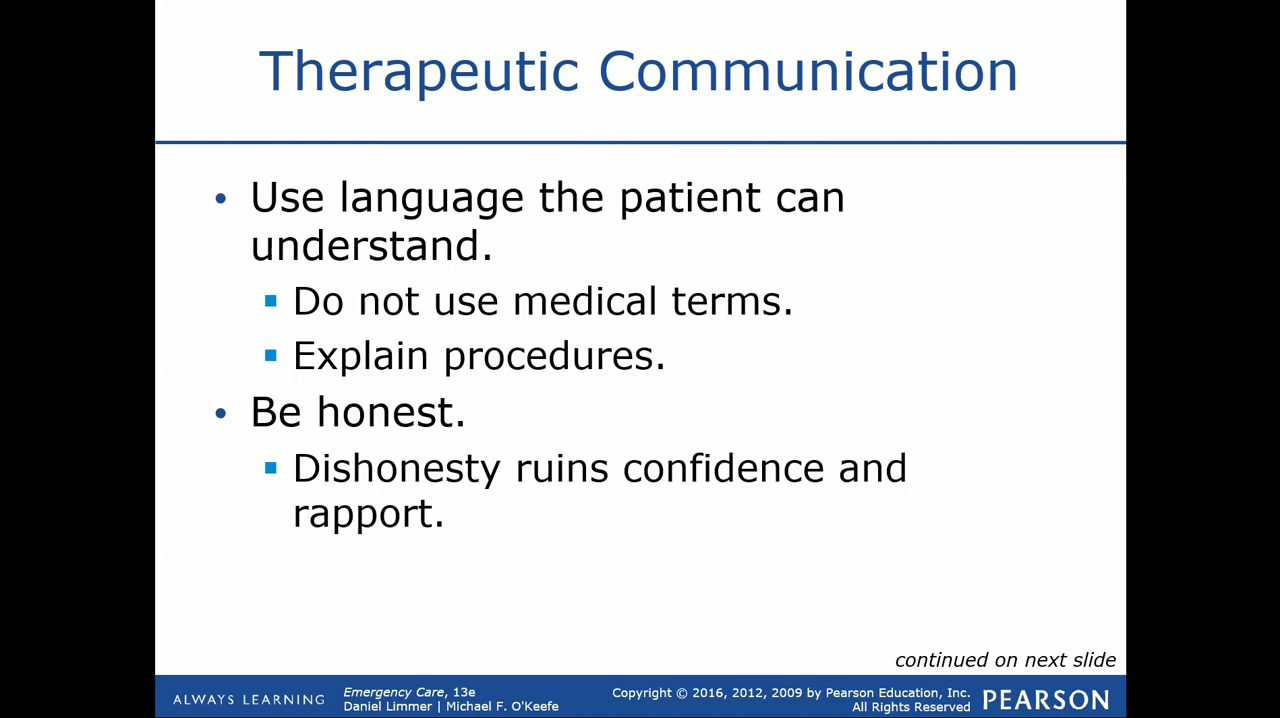 Therapeutic Communication
• Use language the patient can
understand.
▪ Do not use medical terms.
▪ Explain procedures.
• Be honest.
▪ Dishonesty ruins confidence and
rapport.
continued on next slide
ALWAYS LEARNING
Emergency Care, 13e
Daniel Limmer | Michael F. O'Keefe
Copyright © 2016, 2012, 2009 by Pearson Education, Inc.
All Rights Reserved
PEARSON